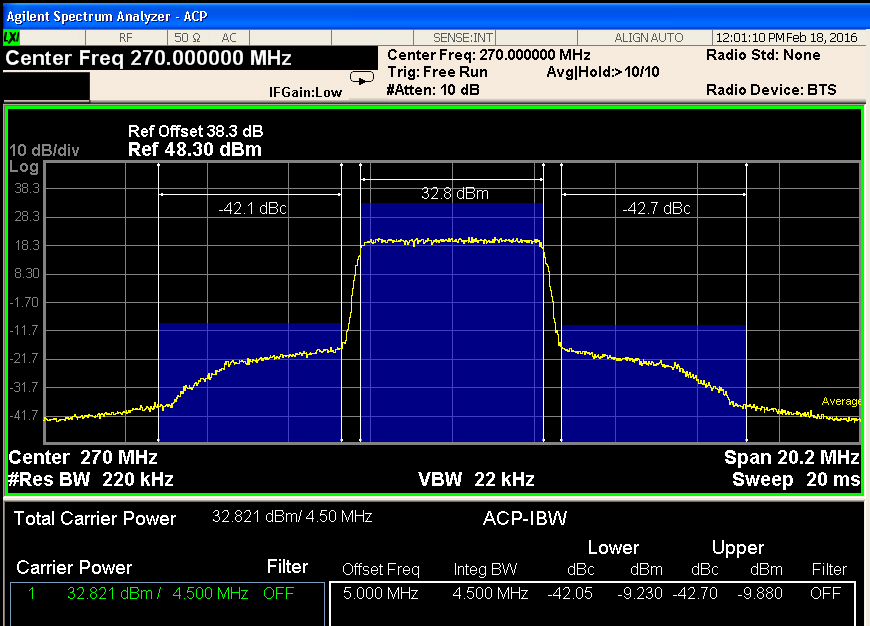 Agilent Spectrum Analyzer - ACP
LXI RF 50 Ω AC SENSE:INT ALIGN AUTO 12:01:10 PM Feb 18, 2016
Center Freq 270.000000 MHz
Center Freq: 270.000000 MHz Radio Std: None
Trig: Free Run Avg|Hold:>10/10
IFGain:Low #Atten: 10 dB Radio Device: BTS
Ref Offset 38.3 dB
10 dB/div Ref 48.30 dBm
Log
38.3
28.3
18.3
8.30
-1.70
-11.7
-21.7
-31.7
-41.7
-42.1 dBc
32.8 dBm
-42.7 dBc
Average
Center 270 MHz Span 20.2 MHz
#Res BW 220 kHz VBW 22 kHz Sweep 20 ms
Total Carrier Power 32.821 dBm/ 4.50 MHz ACP-IBW
Lower Upper
Carrier Power Filter Offset Freq Integ BW dBc dBm dBc dBm Filter
1 32.821 dBm / 4.500 MHz OFF 5.000 MHz 4.500 MHz -42.05 -9.230 -42.70 -9.880 OFF